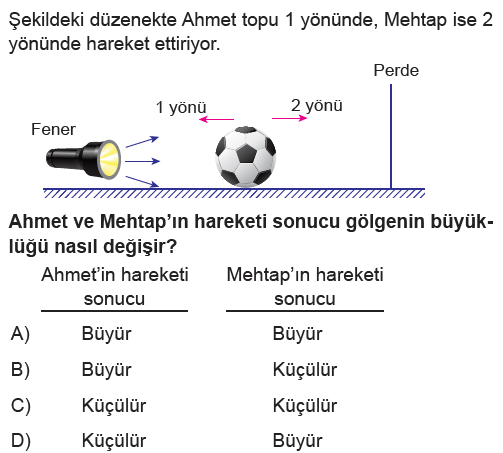 Şekildeki düzenekte Ahmet topu 1 yönünde, Mehtap ise 2
yönünde hareket ettiriyor.
Perde
1 yönü
2 yönü
Fener
Ahmet ve Mehtap’ın hareketi sonucu gölgenin büyük-
lüğü nasıl değişir?
Ahmet’in hareketi Mehtap’ın hareketi
sonucu sonucu
A) Büyür Büyür
B) Büyür Küçülür
C) Küçülür Küçülür
D) Küçülür Büyür